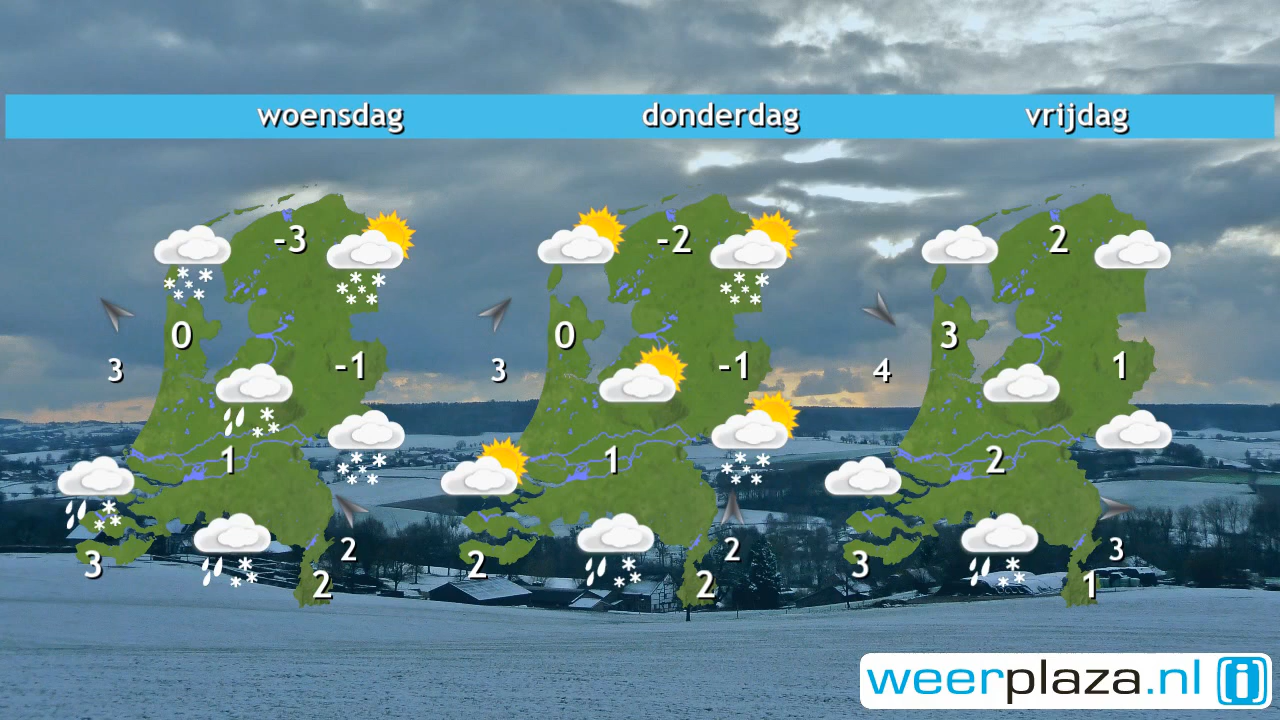 woensdag donderdag vrijdag
-3 -2 2
0 0 3
3 -1 3 -1 4 1
1 1 2
3 2 2 2 3 3
2 2 1
weerplaza.nl i